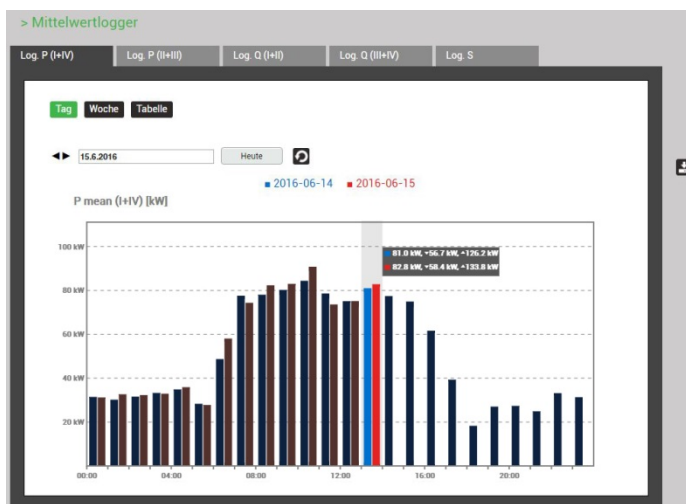 > Mittelwertlogger
Log. P (I+IV) Log. P (II+III) Log. Q (I+II) Log. Q (III+IV) Log. S
Tag Woche Tabelle
◄► 15.6.2016 Heute
2016-06-14 2016-06-15
P mean (I+IV) [kW]
100 kW
81.0 kW, 56.7 kW, 126.2 kW
82.8 kW, 58.4 kW, 133.8 kW
80 kW
60 kW
40 kW
20 kW
00:00 04:00 08:00 12:00 16:00 20:00